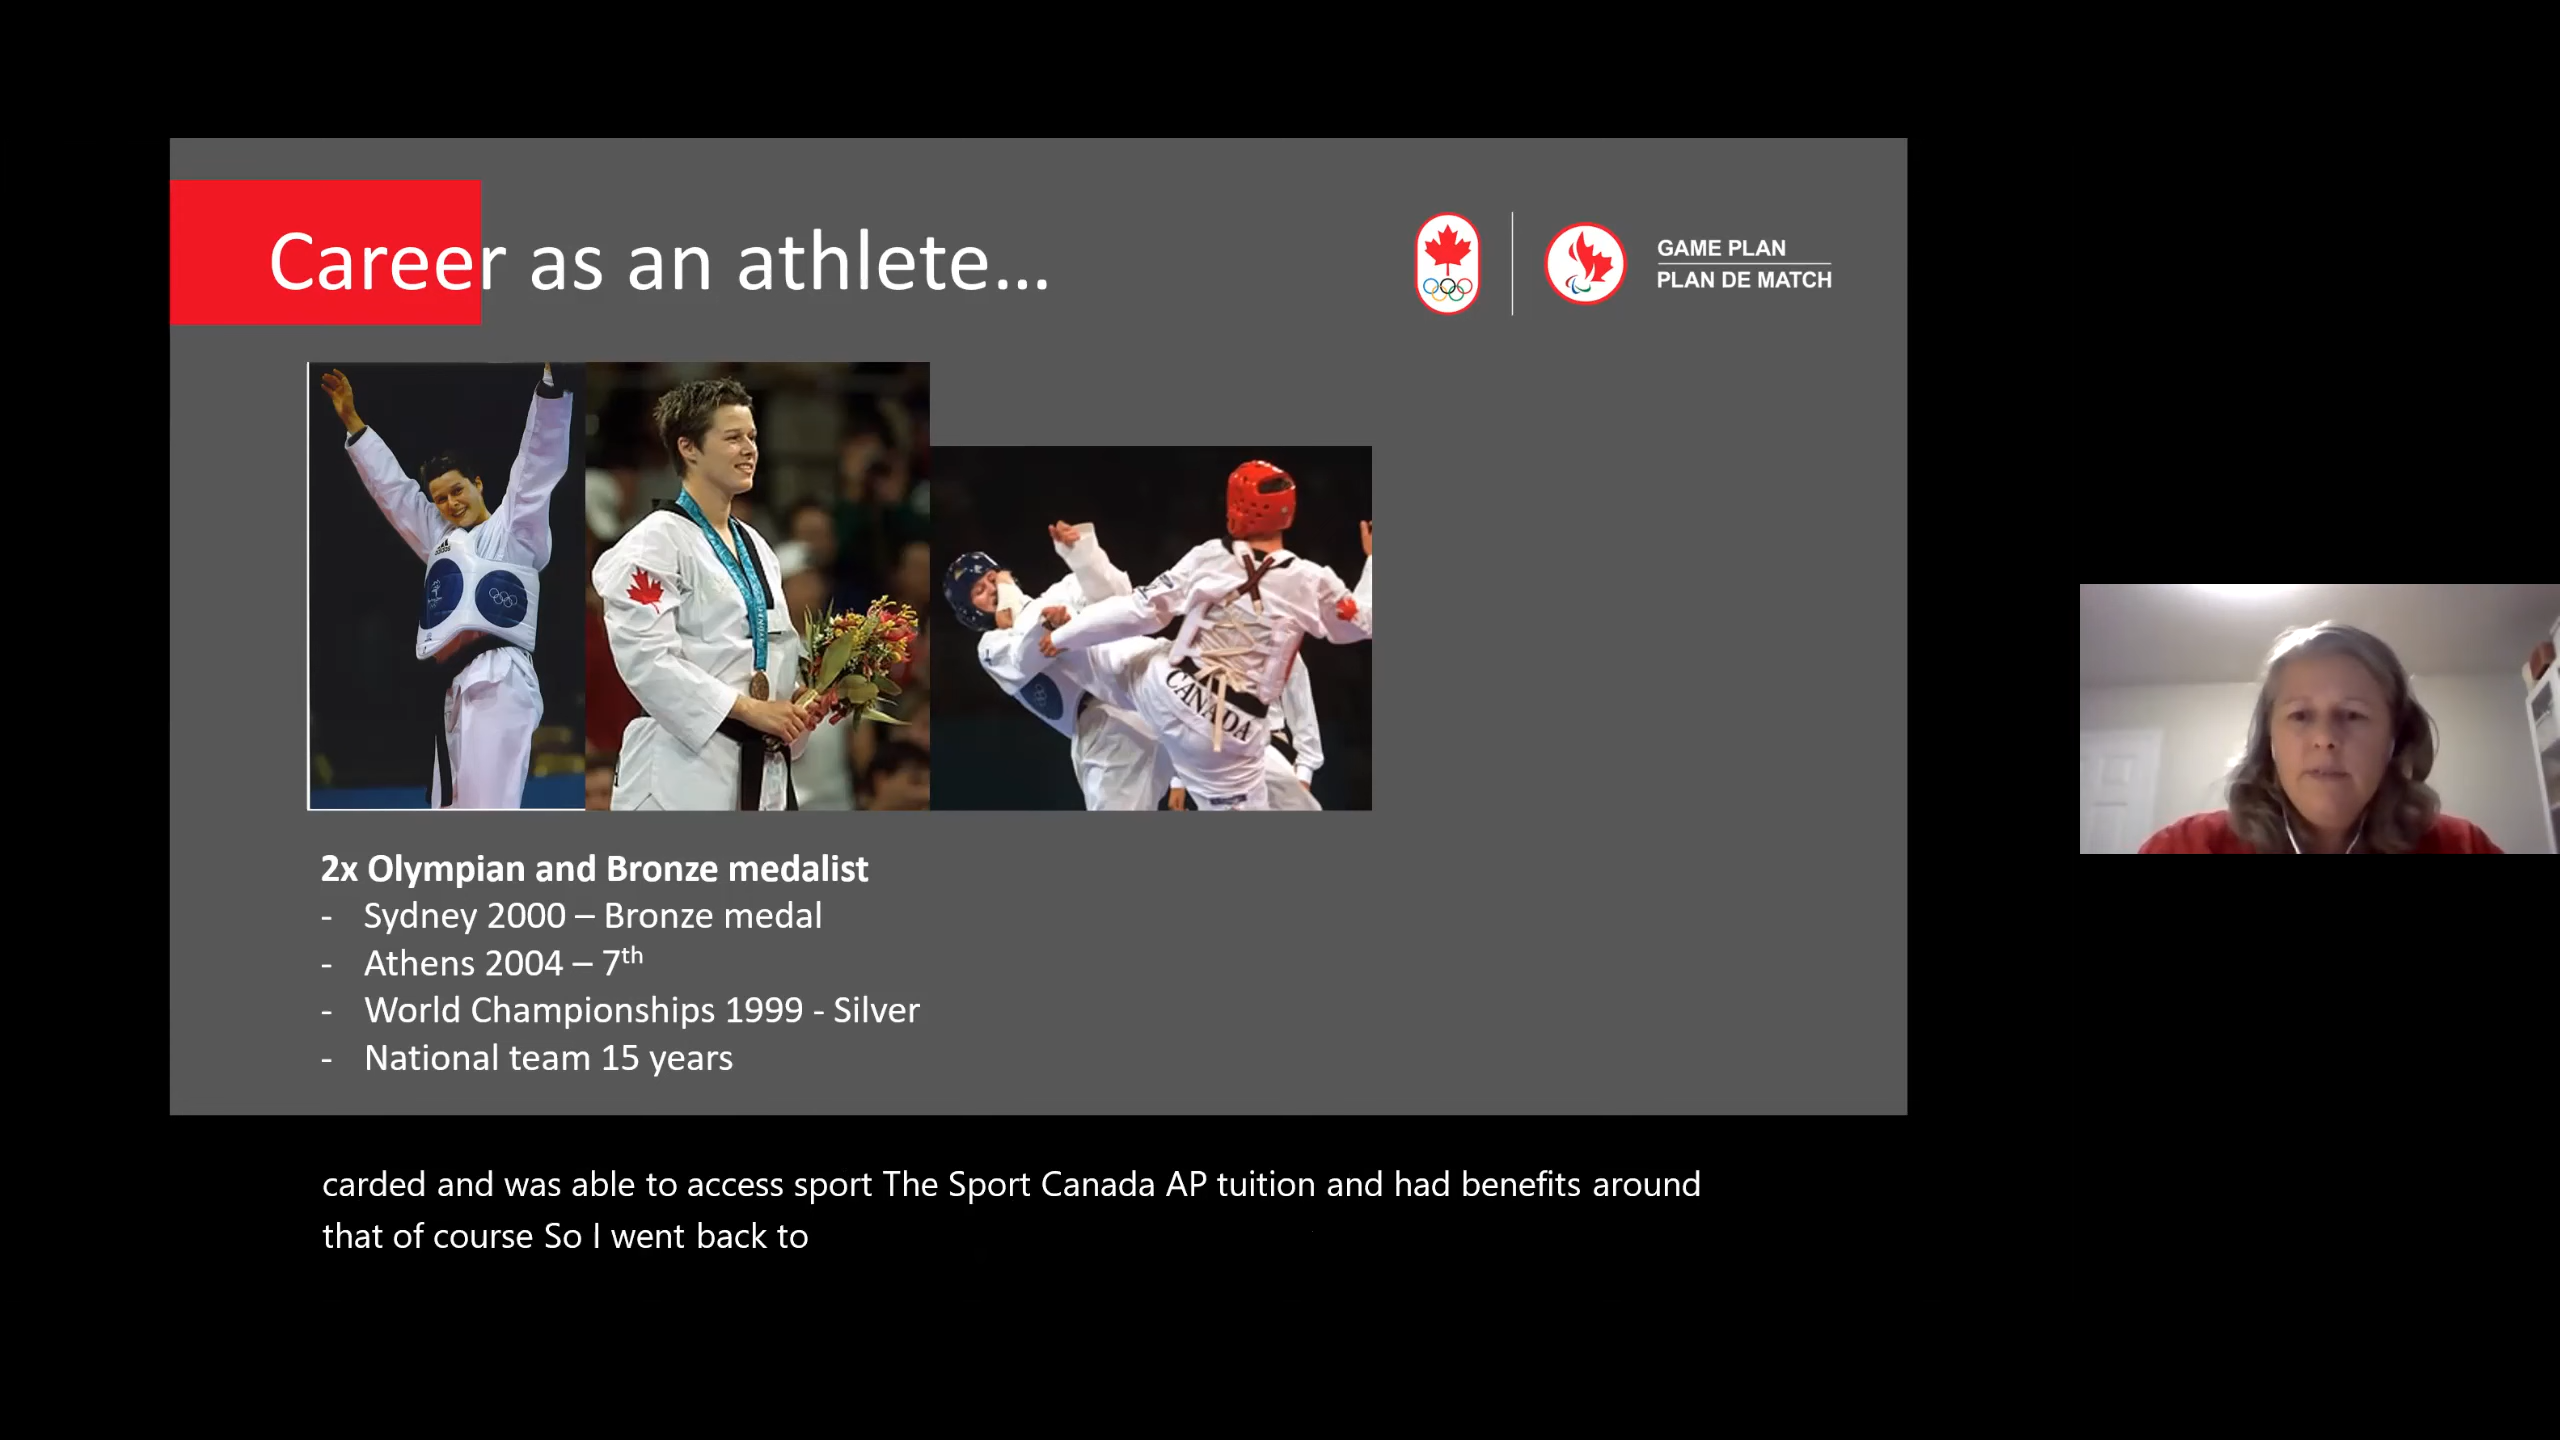 Career as an athlete...
GAME PLAN
PLAN DE MATCH
adidas
CANADA
2x Olympian and Bronze medalist
- Sydney 2000 – Bronze medal
- Athens 2004 – 7th
- World Championships 1999 - Silver
- National team 15 years
carded and was able to access sport The Sport Canada AP tuition and had benefits around
that of course So I went back to